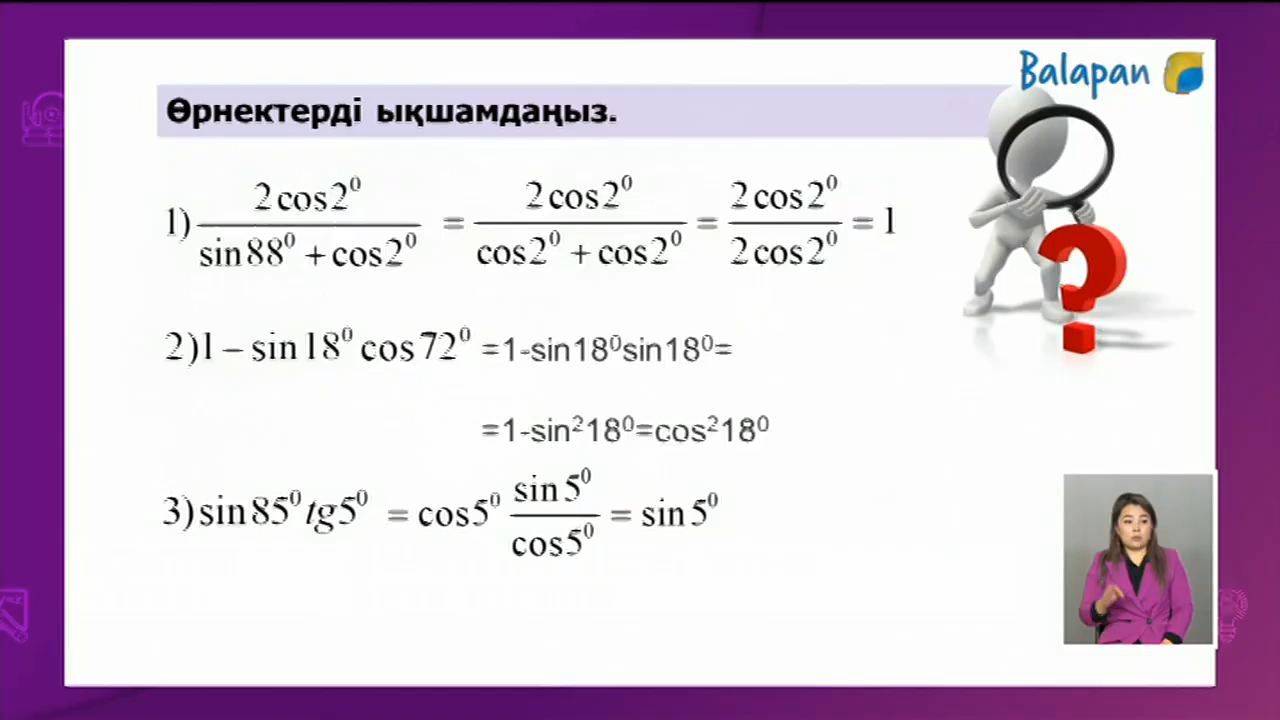 Balapan
Өрнектерді ықшамдаңыз.
1) 2cos2⁰ / (sin88⁰ + cos2⁰) = 2cos2⁰ / (cos2⁰ + cos2⁰) = 2cos2⁰ / 2cos2⁰ = 1
2)1 – sin18⁰ cos72⁰ =1-sin18⁰sin18⁰=
=1-sin²18⁰=cos²18⁰
3)sin85⁰ tg5⁰ = cos5⁰ sin5⁰ / cos5⁰ = sin5⁰